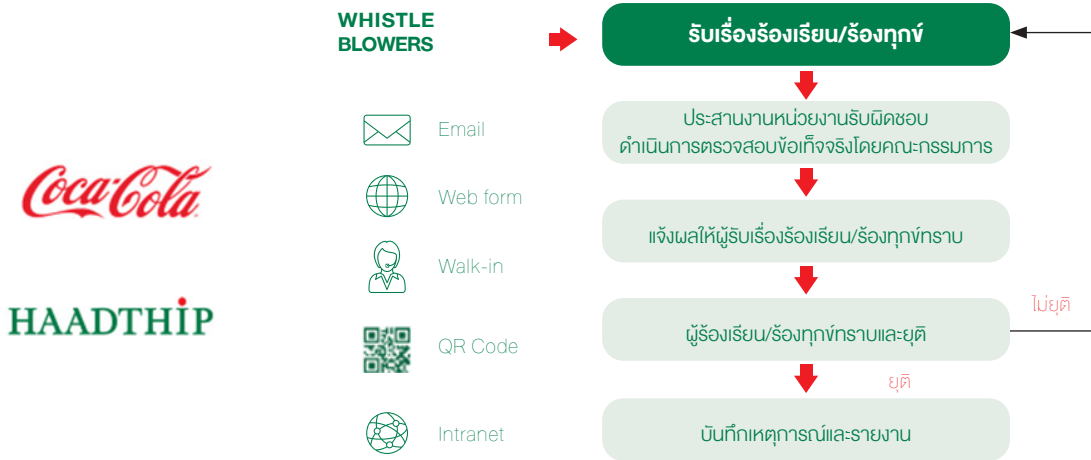 WHISTLE
BLOWERS
Email
Web form
Walk-in
QR Code
Intranet
Coca-Cola
HAADTHIP
รับเรื่องร้องเรียน/ร้องทุกข์
ประสานงานหน่วยงานรับผิดชอบ
ดำเนินการตรวจสอบข้อเท็จจริงโดยคณะกรรมการ
แจ้งผลให้ผู้รับเรื่องร้องเรียน/ร้องทุกข์ทราบ
ผู้ร้องเรียน/ร้องทุกข์ทราบและยุติ
ไม่ยุติ
ยุติ
บันทึกเหตุการณ์และรายงาน